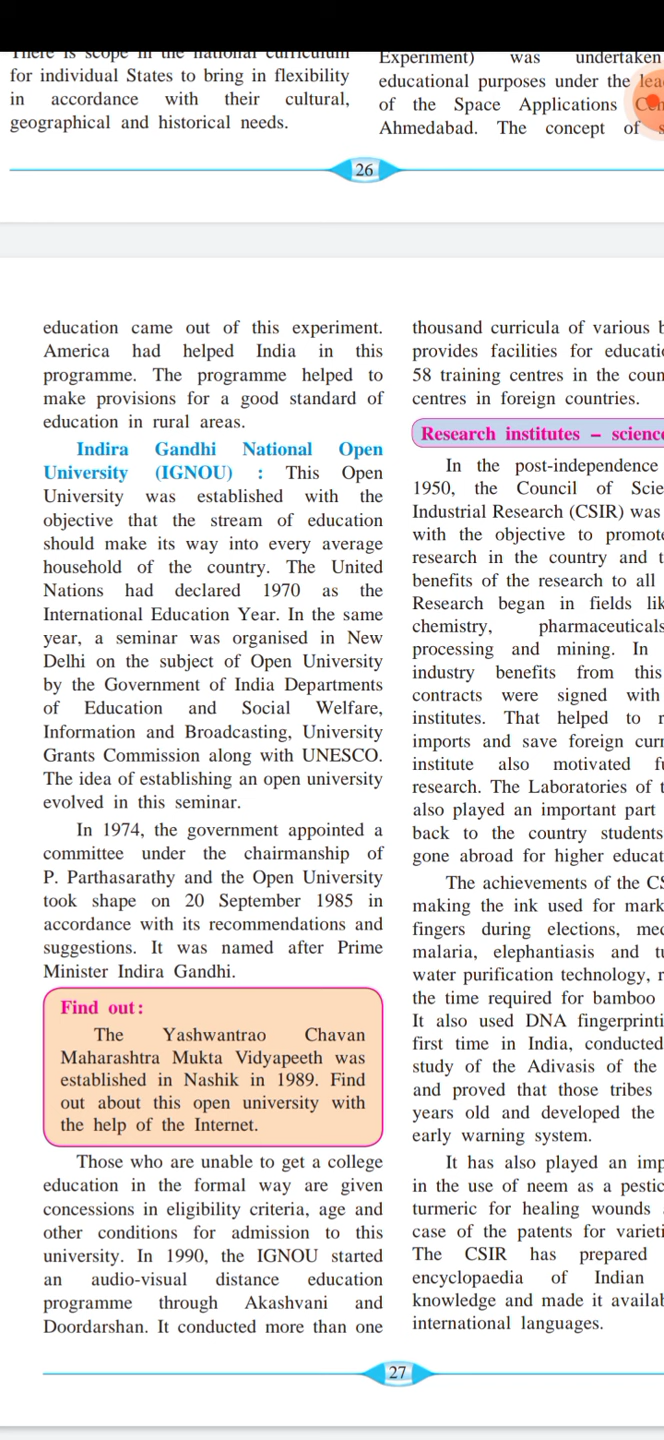 There is scope in the national curriculum
for individual States to bring in flexibility
in accordance with their cultural,
geographical and historical needs.
Experiment) was undertaken
educational purposes under the
of the Space Applications
Ahmedabad. The concept of
26
education came out of this experiment.
America had helped India in this
programme. The programme helped to
make provisions for a good standard of
education in rural areas.
Indira Gandhi National Open
University (IGNOU) : This Open
University was established with the
objective that the stream of education
should make its way into every average
household of the country. The United
Nations had declared 1970 as the
International Education Year. In the same
year, a seminar was organised in New
Delhi on the subject of Open University
by the Government of India Departments
of Education and Social Welfare,
Information and Broadcasting, University
Grants Commission along with UNESCO.
The idea of establishing an open university
evolved in this seminar.
In 1974, the government appointed a
committee under the chairmanship of
P. Parthasarathy and the Open University
took shape on 20 September 1985 in
accordance with its recommendations and
suggestions. It was named after Prime
Minister Indira Gandhi.
Find out :
The Yashwantrao Chavan
Maharashtra Mukta Vidyapeeth was
established in Nashik in 1989. Find
out about this open university with
the help of the Internet.
Those who are unable to get a college
education in the formal way are given
concessions in eligibility criteria, age and
other conditions for admission to this
university. In 1990, the IGNOU started
an audio-visual distance education
programme through Akashvani and
Doordarshan. It conducted more than one
thousand curricula of various
provides facilities for
58 training centres in the
centres in foreign countries.
Research institutes – science
In the post-independence
1950, the Council of
Industrial Research (CSIR) was
with the objective to
research in the country and
benefits of the research to all
Research began in fields
chemistry, pharmaceuticals
processing and mining. In
industry benefits from this
contracts were signed with
institutes. That helped to
imports and save foreign
institute also motivated
research. The Laboratories of
also played an important part
back to the country students
gone abroad for higher
The achievements of the
making the ink used for
fingers during elections,
malaria, elephantiasis and
water purification technology,
the time required for bamboo
It also used DNA
first time in India, conducted
study of the Adivasis of the
and proved that those tribes
years old and developed the
early warning system.
It has also played an
in the use of neem as a
turmeric for healing wounds
case of the patents for
The CSIR has prepared
encyclopaedia of Indian
knowledge and made it
international languages.
27